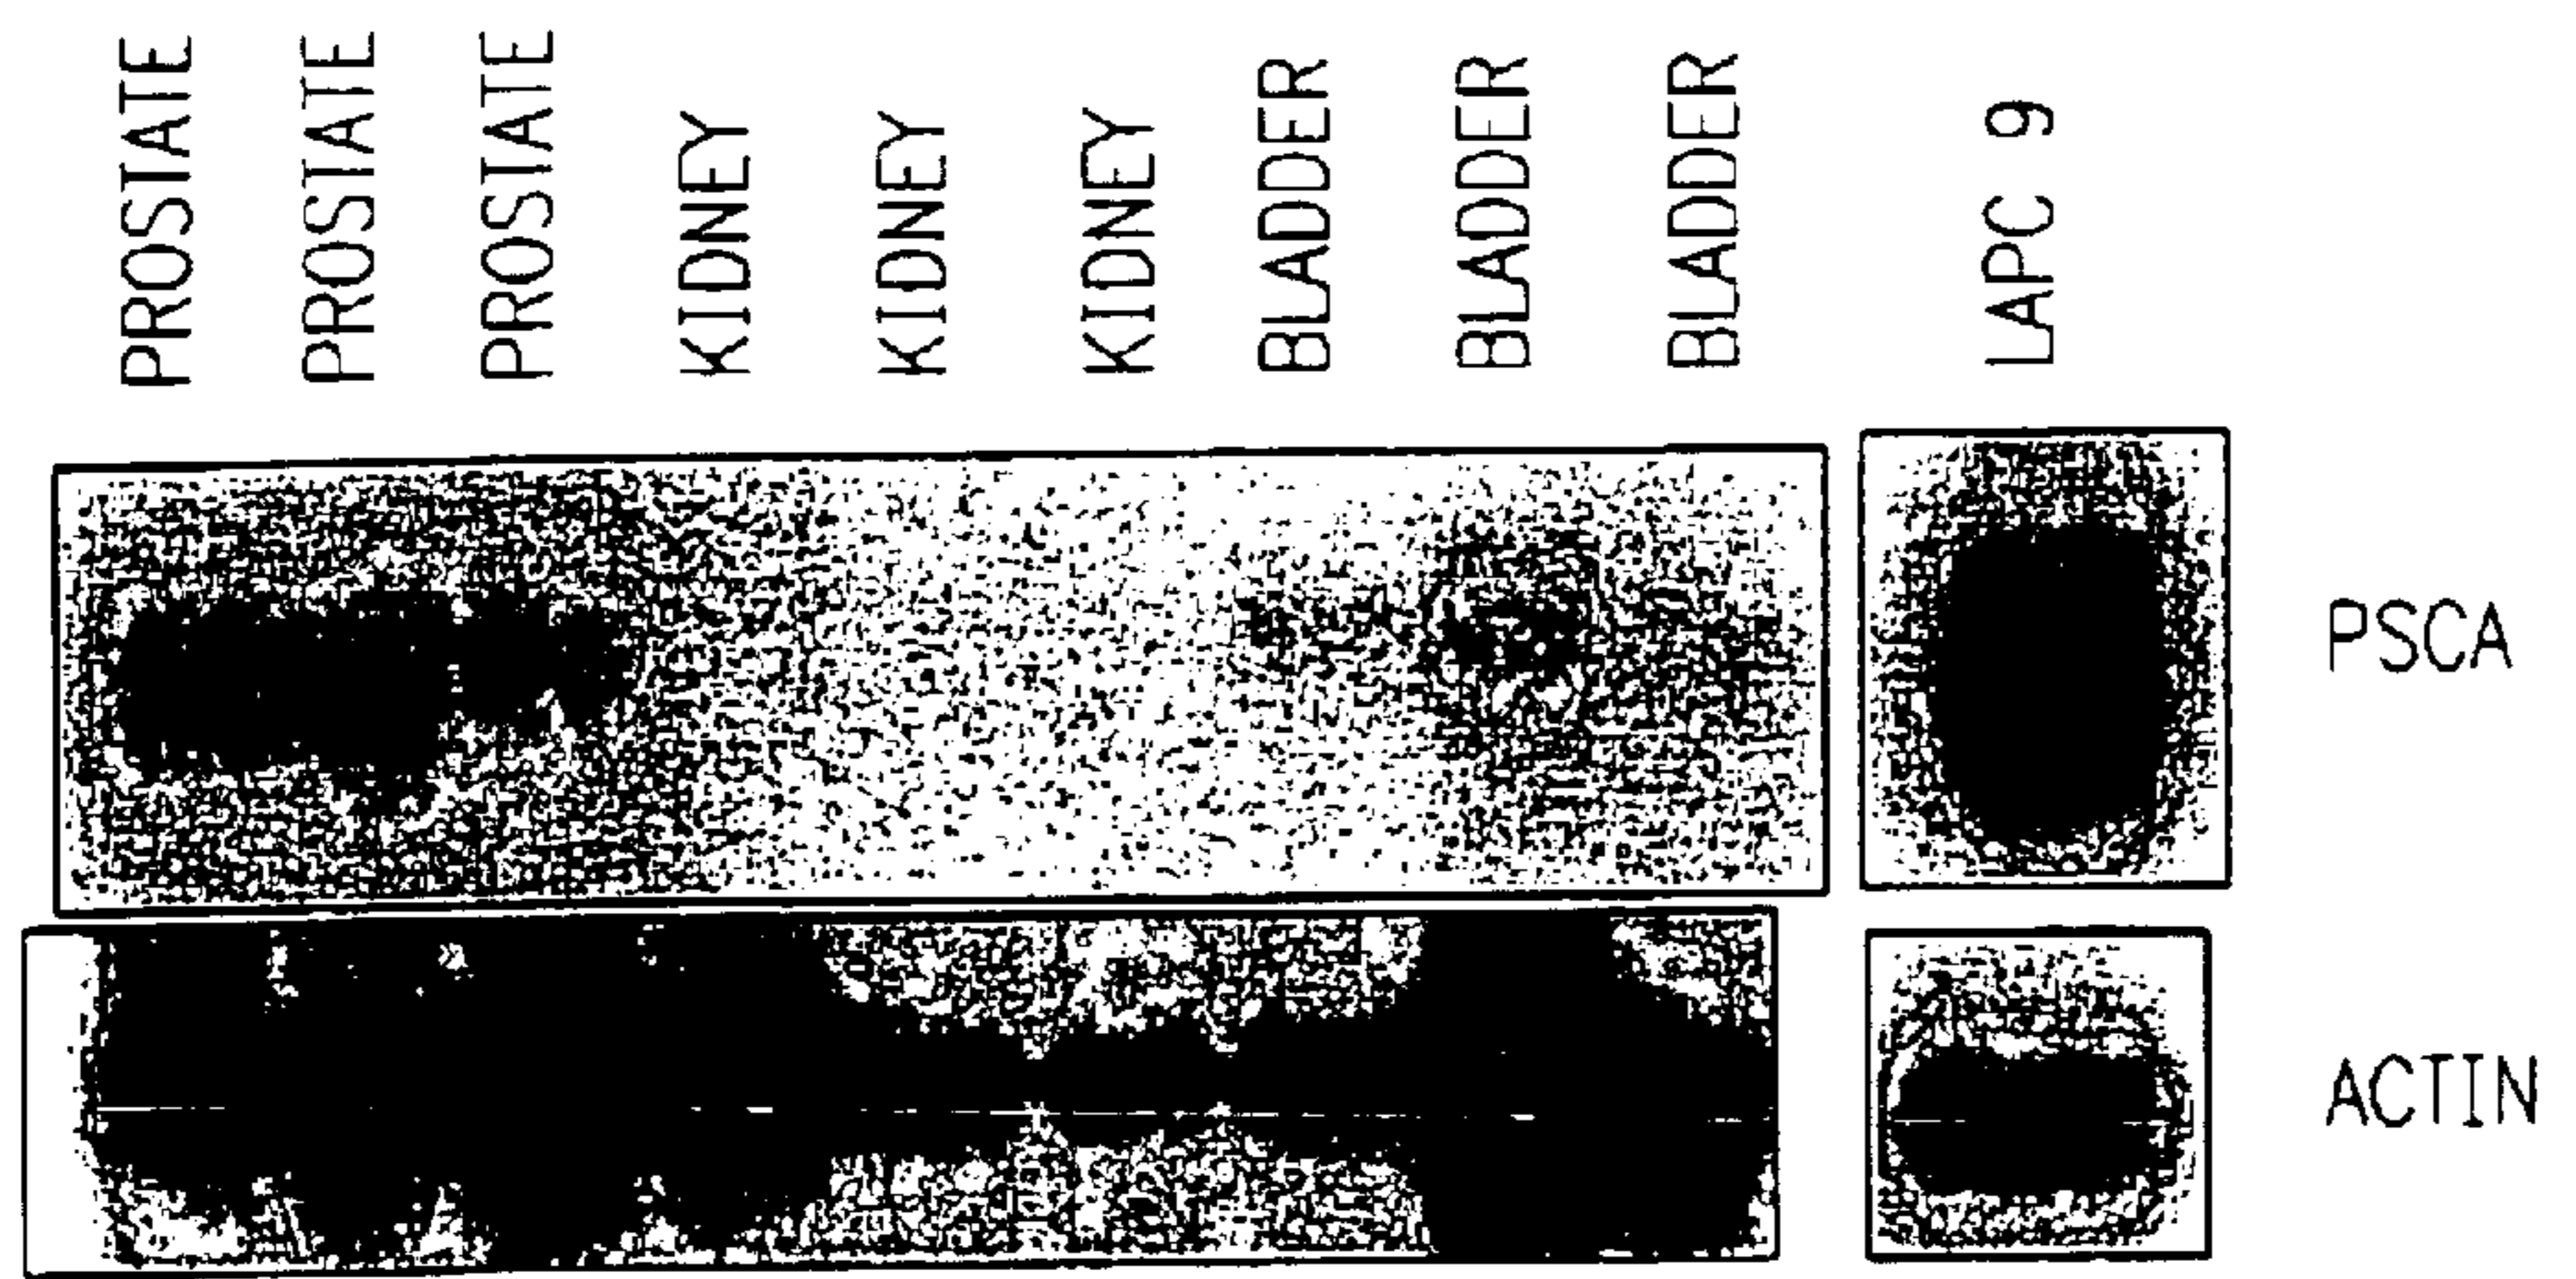 PROSTATE
PROSTATE
PROSTATE
KIDNEY
KIDNEY
KIDNEY
BLADDER
BLADDER
BLADDER
LAPC 9
PSCA
ACTIN